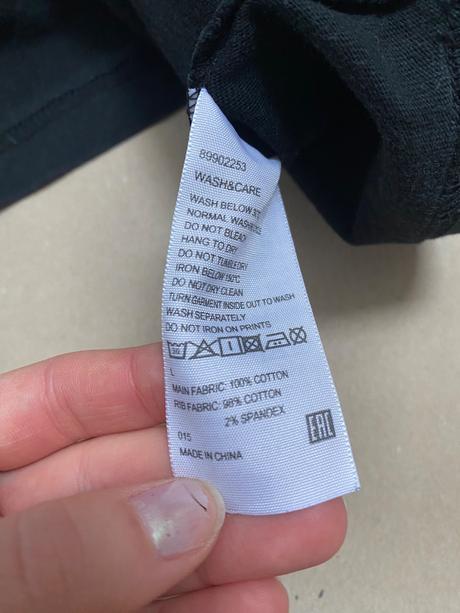 89902253
WASH&CARE
WASH BELOW
NORMAL WASH
DO NOT BLEAC
HANG TO DRY
DO NOT TUMBLE DRY
IRON BELOW 150°C
DO NOT DRY CLEAN
TURN GARMENT INSIDE OUT TO WASH
WASH SEPARATELY
DO NOT IRON ON PRINTS
L
MAIN FABRIC: 100% COTTON
RIB FABRIC: 98% COTTON
2% SPANDEX
EAC
015
MADE IN CHINA